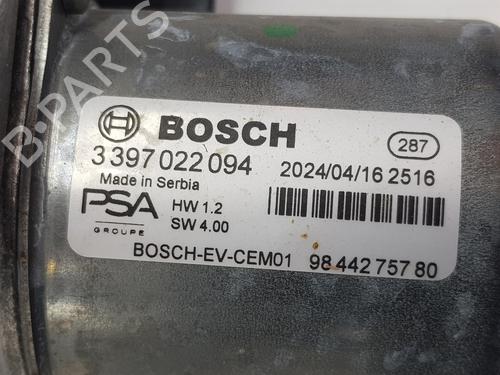 BOSCH
287
3 397 022 094
2024/04/16 2516
Made in Serbia
PSA
GROUPE
HW 1.2
SW 4.00
BOSCH-EV-CEM01
98 442 757 80
B-PARTS